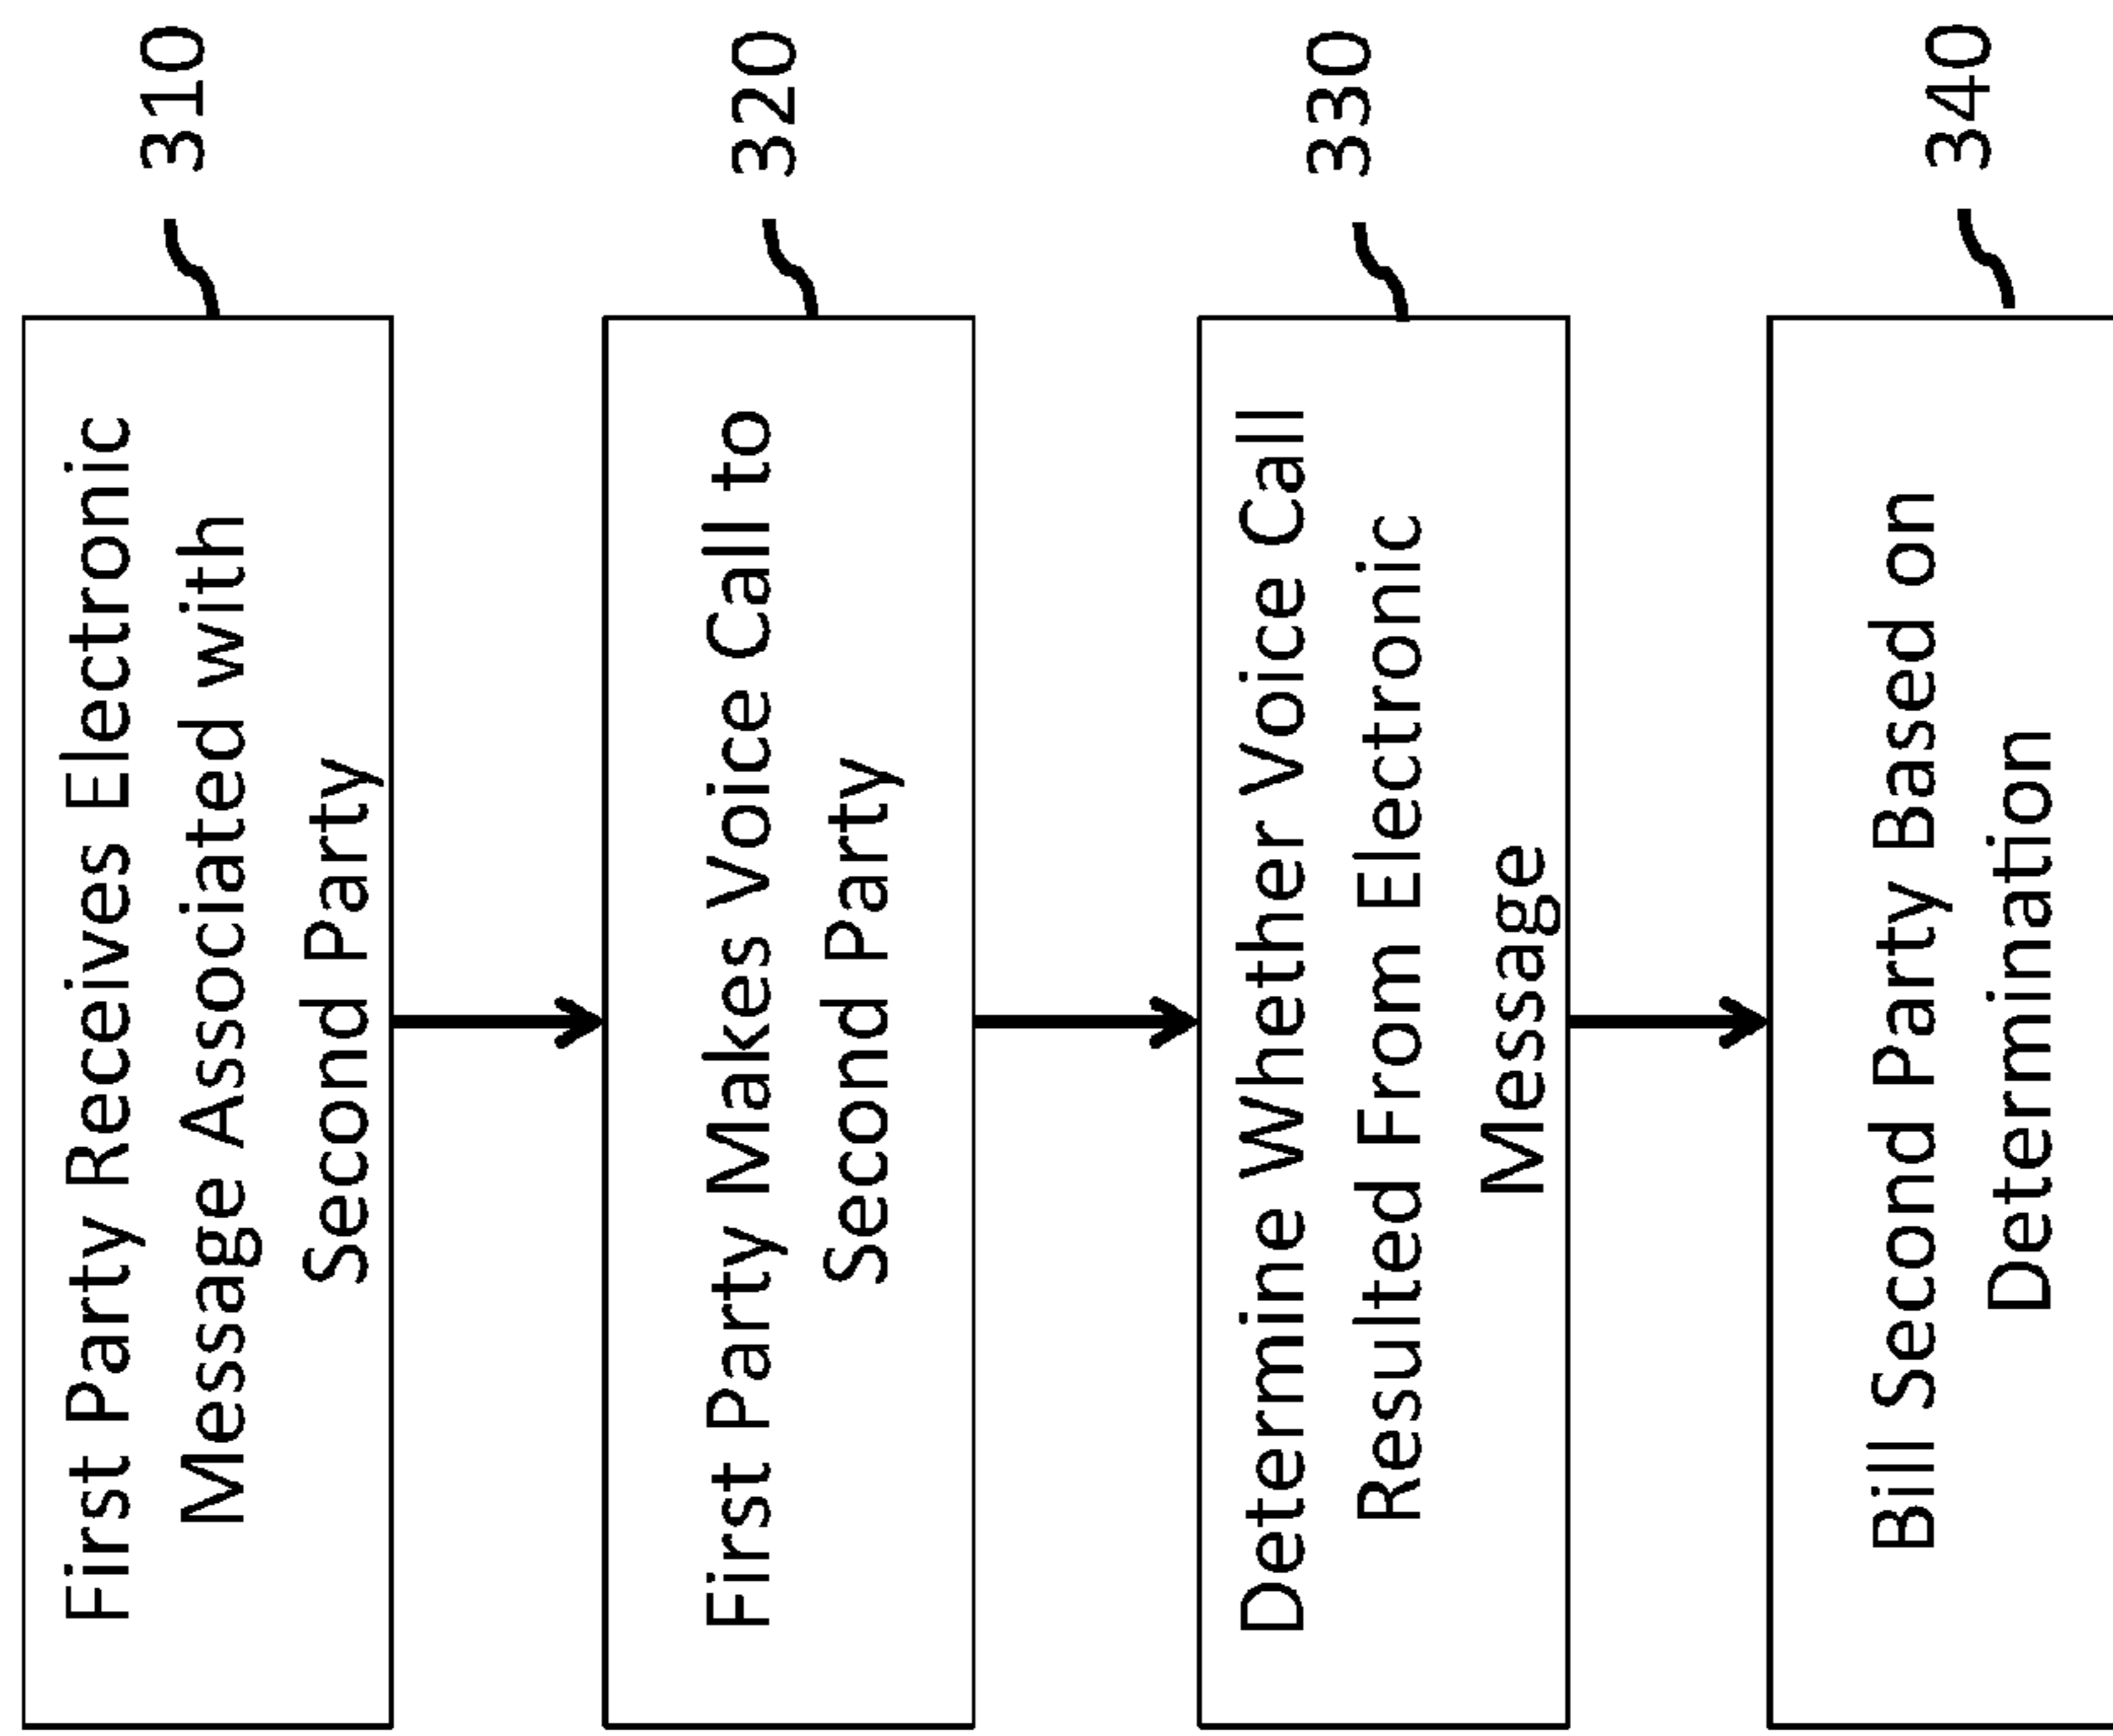 First Party Receives Electronic
Message Associated with
Second Party
310
First Party Makes Voice Call to
Second Party
320
Determine Whether Voice Call
Resulted From Electronic
Message
330
Bill Second Party Based on
Determination
340